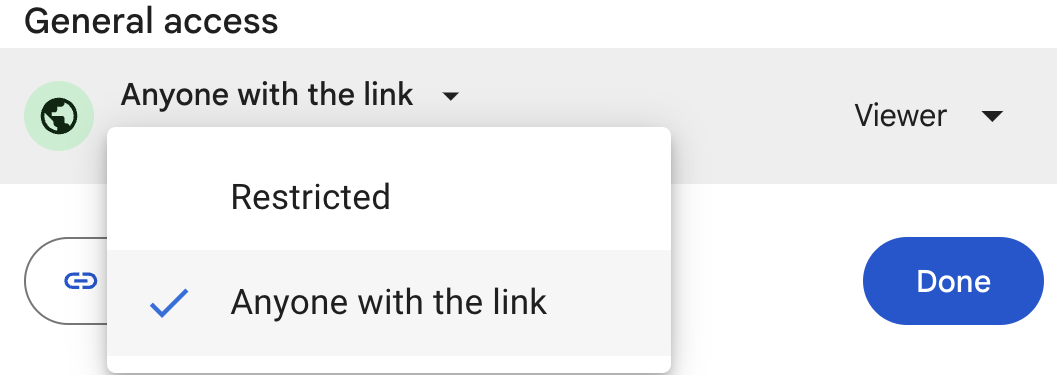 General access
Anyone with the link
Viewer
Restricted
Anyone with the link
Done